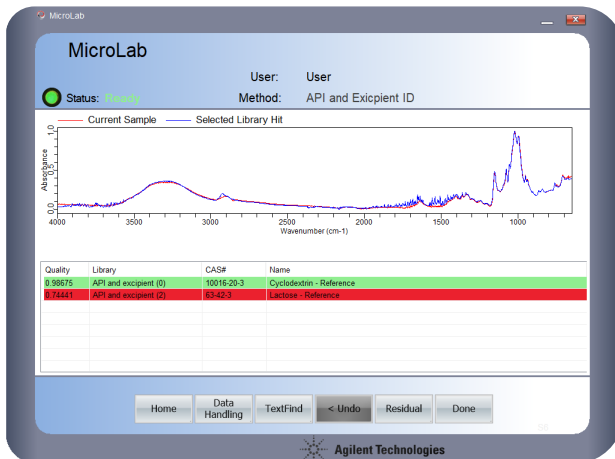 MicroLab
MicroLab
User: User
Status: Ready
Method: API and Exicpient ID
Current Sample Selected Library Hit
Absorbance
0.0 0.5 1.0
4000 3500 3000 2500 2000 1500 1000
Wavenumber (cm-1)
Quality Library CAS# Name
0.98675 API and excipient (0) 10016-20-3 Cyclodextrin - Reference
0.74441 API and excipient (2) 63-42-3 Lactose - Reference
Home Data Handling TextFind < Undo Residual Done
Agilent Technologies